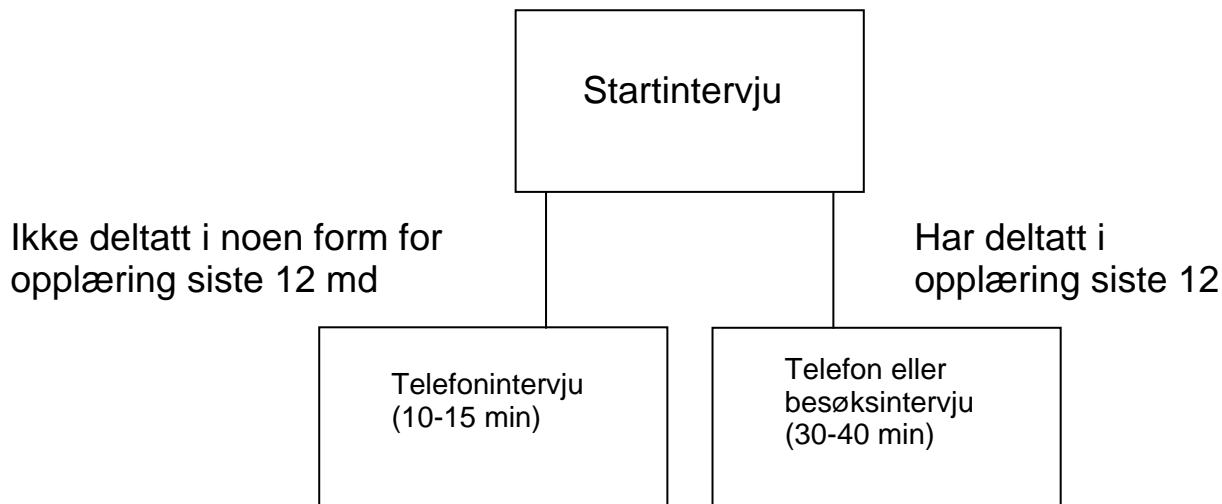 Startintervju
Ikke deltatt i noen form for
opplæring siste 12 md
Har deltatt i
opplæring siste 12
Telefonintervju
(10-15 min)
Telefon eller
besøksintervju
(30-40 min)